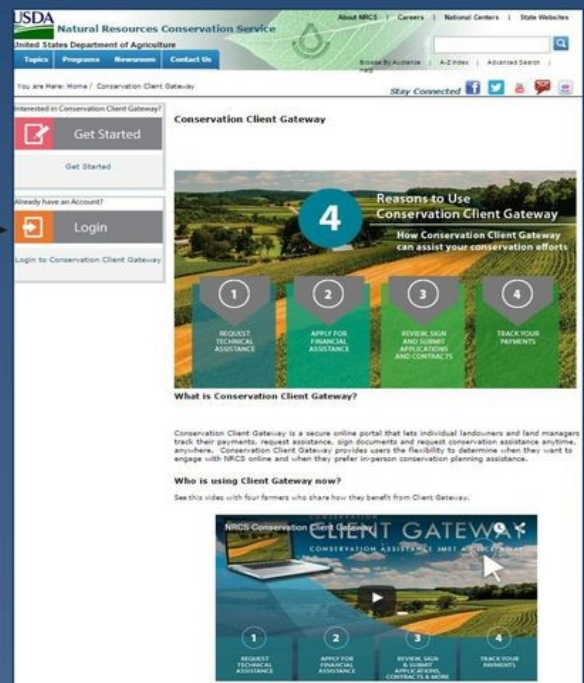 USDA
Natural Resources Conservation Service
United States Department of Agriculture
About NRCS | Careers | National Centers | State Websites
Topics Programs Newsroom Contact Us
Browse By Audience | A-Z Index | Advanced Search |
Help
You are Here: Home / Conservation Client Gateway
Stay Connected
Interested in Conservation Client Gateway?
Get Started
Get Started
Already have an Account?
Login
Login to Conservation Client Gateway
Conservation Client Gateway
4
Reasons to Use
Conservation Client Gateway
How Conservation Client Gateway
can assist your conservation efforts
1
REQUEST
TECHNICAL
ASSISTANCE
2
APPLY FOR
FINANCIAL
ASSISTANCE
3
REVIEW, SIGN
AND SUBMIT
APPLICATIONS
AND CONTRACTS
4
TRACK YOUR
PAYMENTS
What is Conservation Client Gateway?
Conservation Client Gateway is a secure online portal that lets individual landowners and land managers
track their payments, request assistance, sign documents and request conservation assistance anytime,
anywhere. Conservation Client Gateway provides users the flexibility to determine when they want to
engage with NRCS online and when they prefer in-person conservation planning assistance.
Who is using Client Gateway now?
See this video with four farmers who share how they benefit from Client Gateway.
NRCS Conservation Client Gateway
CONSERVATION
CLIENT GATEWAY
CONSERVATION ASSISTANCE JUST A CLICK AWAY
1
REQUEST
TECHNICAL
ASSISTANCE
2
APPLY FOR
FINANCIAL
ASSISTANCE
3
REVIEW, SIGN
& SUBMIT
APPLICATIONS,
CONTRACTS & MORE
4
TRACK YOUR
PAYMENTS